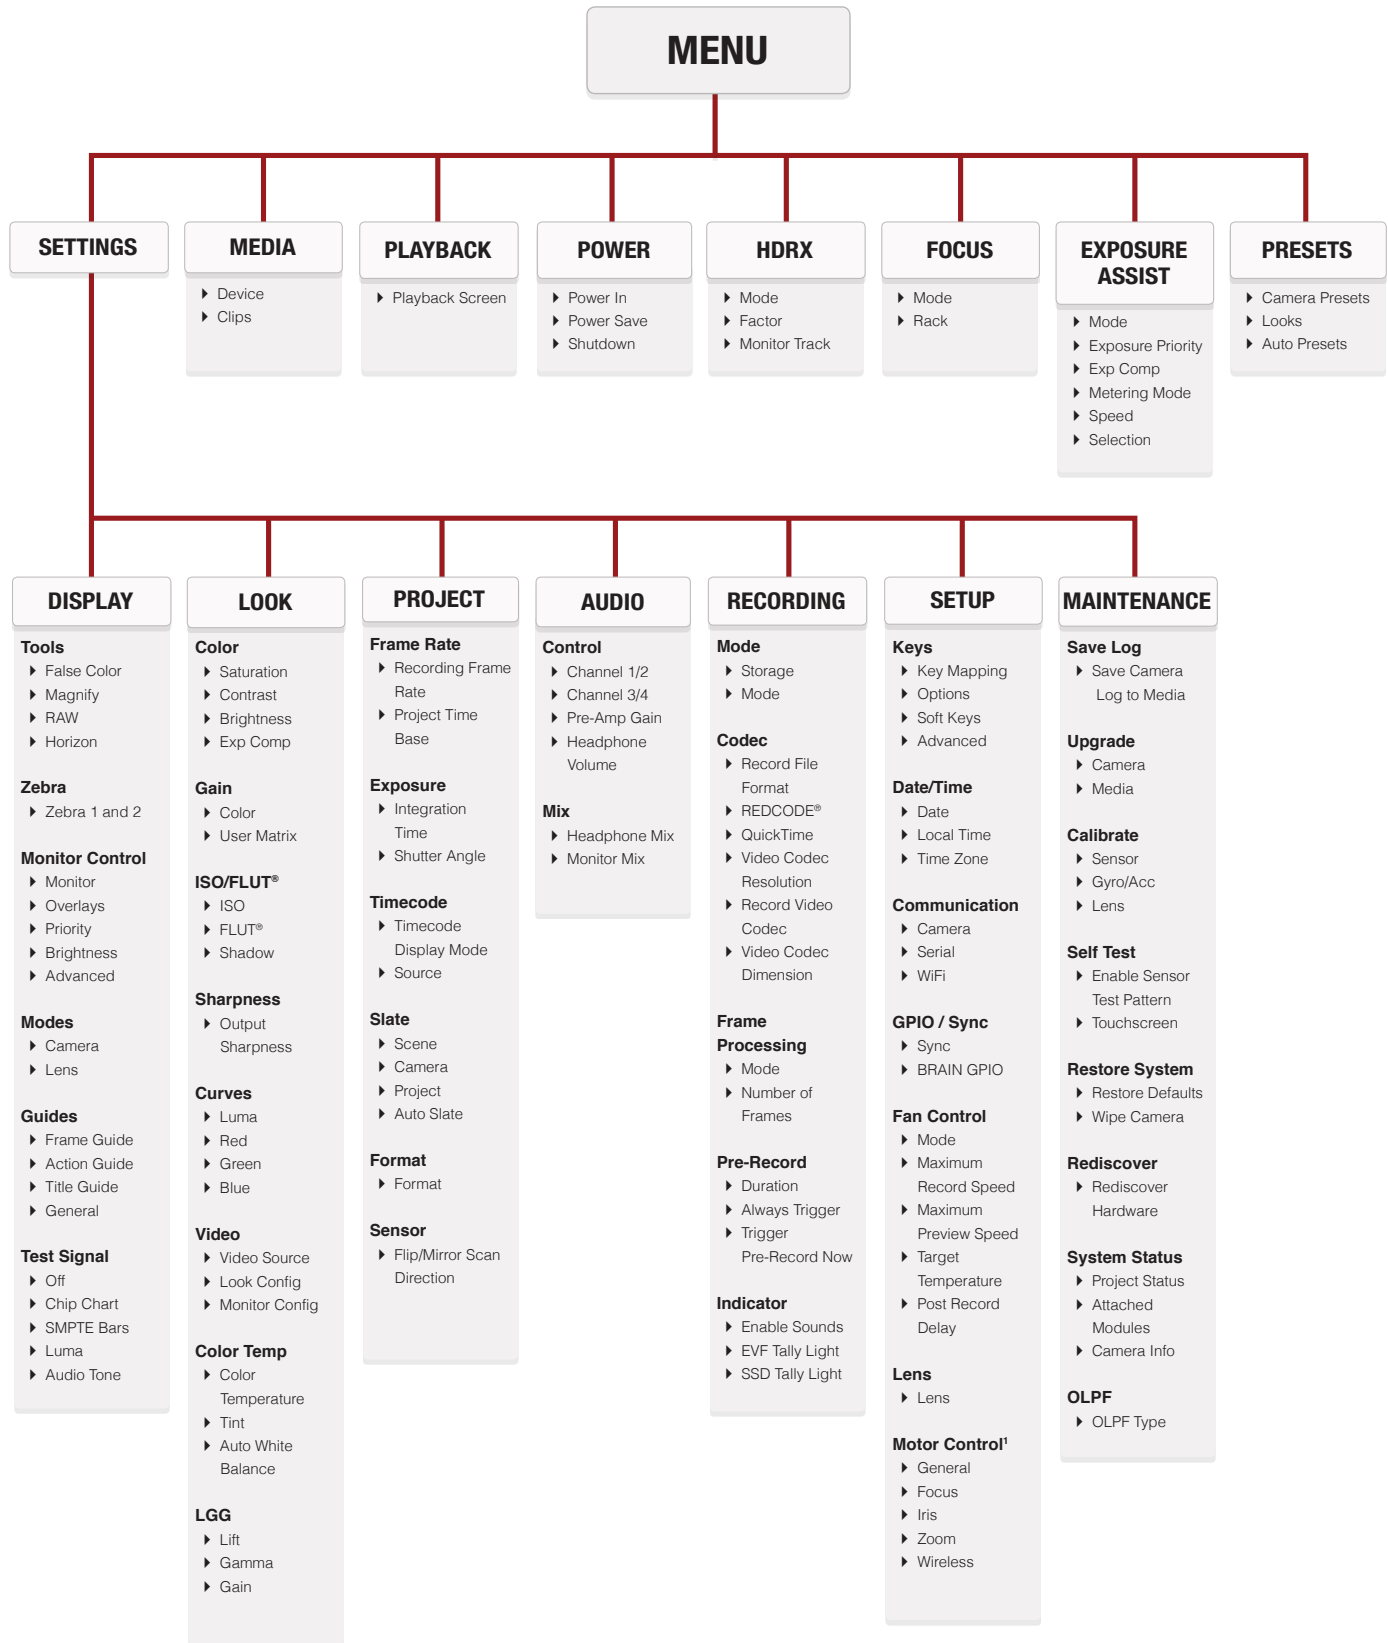 MENU
SETTINGS
MEDIA
Device
Clips
PLAYBACK
Playback Screen
POWER
Power In
Power Save
Shutdown
HDRX
Mode
Factor
Monitor Track
FOCUS
Mode
Rack
EXPOSURE
ASSIST
Mode
Exposure Priority
Exp Comp
Metering Mode
Speed
Selection
PRESETS
Camera Presets
Looks
Auto Presets
DISPLAY
Tools
False Color
Magnify
RAW
Horizon
Zebra
Zebra 1 and 2
Monitor Control
Monitor
Overlays
Priority
Brightness
Advanced
Modes
Camera
Lens
Guides
Frame Guide
Action Guide
Title Guide
General
Test Signal
Off
Chip Chart
SMPTE Bars
Luma
Audio Tone
LOOK
Color
Saturation
Contrast
Brightness
Exp Comp
Gain
Color
User Matrix
ISO/FLUT®
ISO
FLUT®
Shadow
Sharpness
Output
Sharpness
Curves
Luma
Red
Green
Blue
Video
Video Source
Look Config
Monitor Config
Color Temp
Color
Temperature
Tint
Auto White
Balance
LGG
Lift
Gamma
Gain
PROJECT
Frame Rate
Recording Frame
Rate
Project Time
Base
Exposure
Integration
Time
Shutter Angle
Timecode
Timecode
Display Mode
Source
Slate
Scene
Camera
Project
Auto Slate
Format
Format
Sensor
Flip/Mirror Scan
Direction
AUDIO
Control
Channel 1/2
Channel 3/4
Pre-Amp Gain
Headphone
Volume
Mix
Headphone Mix
Monitor Mix
RECORDING
Mode
Storage
Mode
Codec
Record File
Format
REDCODE®
QuickTime
Video Codec
Resolution
Record Video
Codec
Video Codec
Dimension
Frame
Processing
Mode
Number of
Frames
Pre-Record
Duration
Always Trigger
Trigger
Pre-Record Now
Indicator
Enable Sounds
EVF Tally Light
SSD Tally Light
SETUP
Keys
Key Mapping
Options
Soft Keys
Advanced
Date/Time
Date
Local Time
Time Zone
Communication
Camera
Serial
WiFi
GPIO / Sync
Sync
BRAIN GPIO
Fan Control
Mode
Maximum
Record Speed
Maximum
Preview Speed
Target
Temperature
Post Record
Delay
Lens
Lens
Motor Control¹
General
Focus
Iris
Zoom
Wireless
MAINTENANCE
Save Log
Save Camera
Log to Media
Upgrade
Camera
Media
Calibrate
Sensor
Gyro/Acc
Lens
Self Test
Enable Sensor
Test Pattern
Touchscreen
Restore System
Restore Defaults
Wipe Camera
Rediscover
Rediscover
Hardware
System Status
Project Status
Attached
Modules
Camera Info
OLPF
OLPF Type